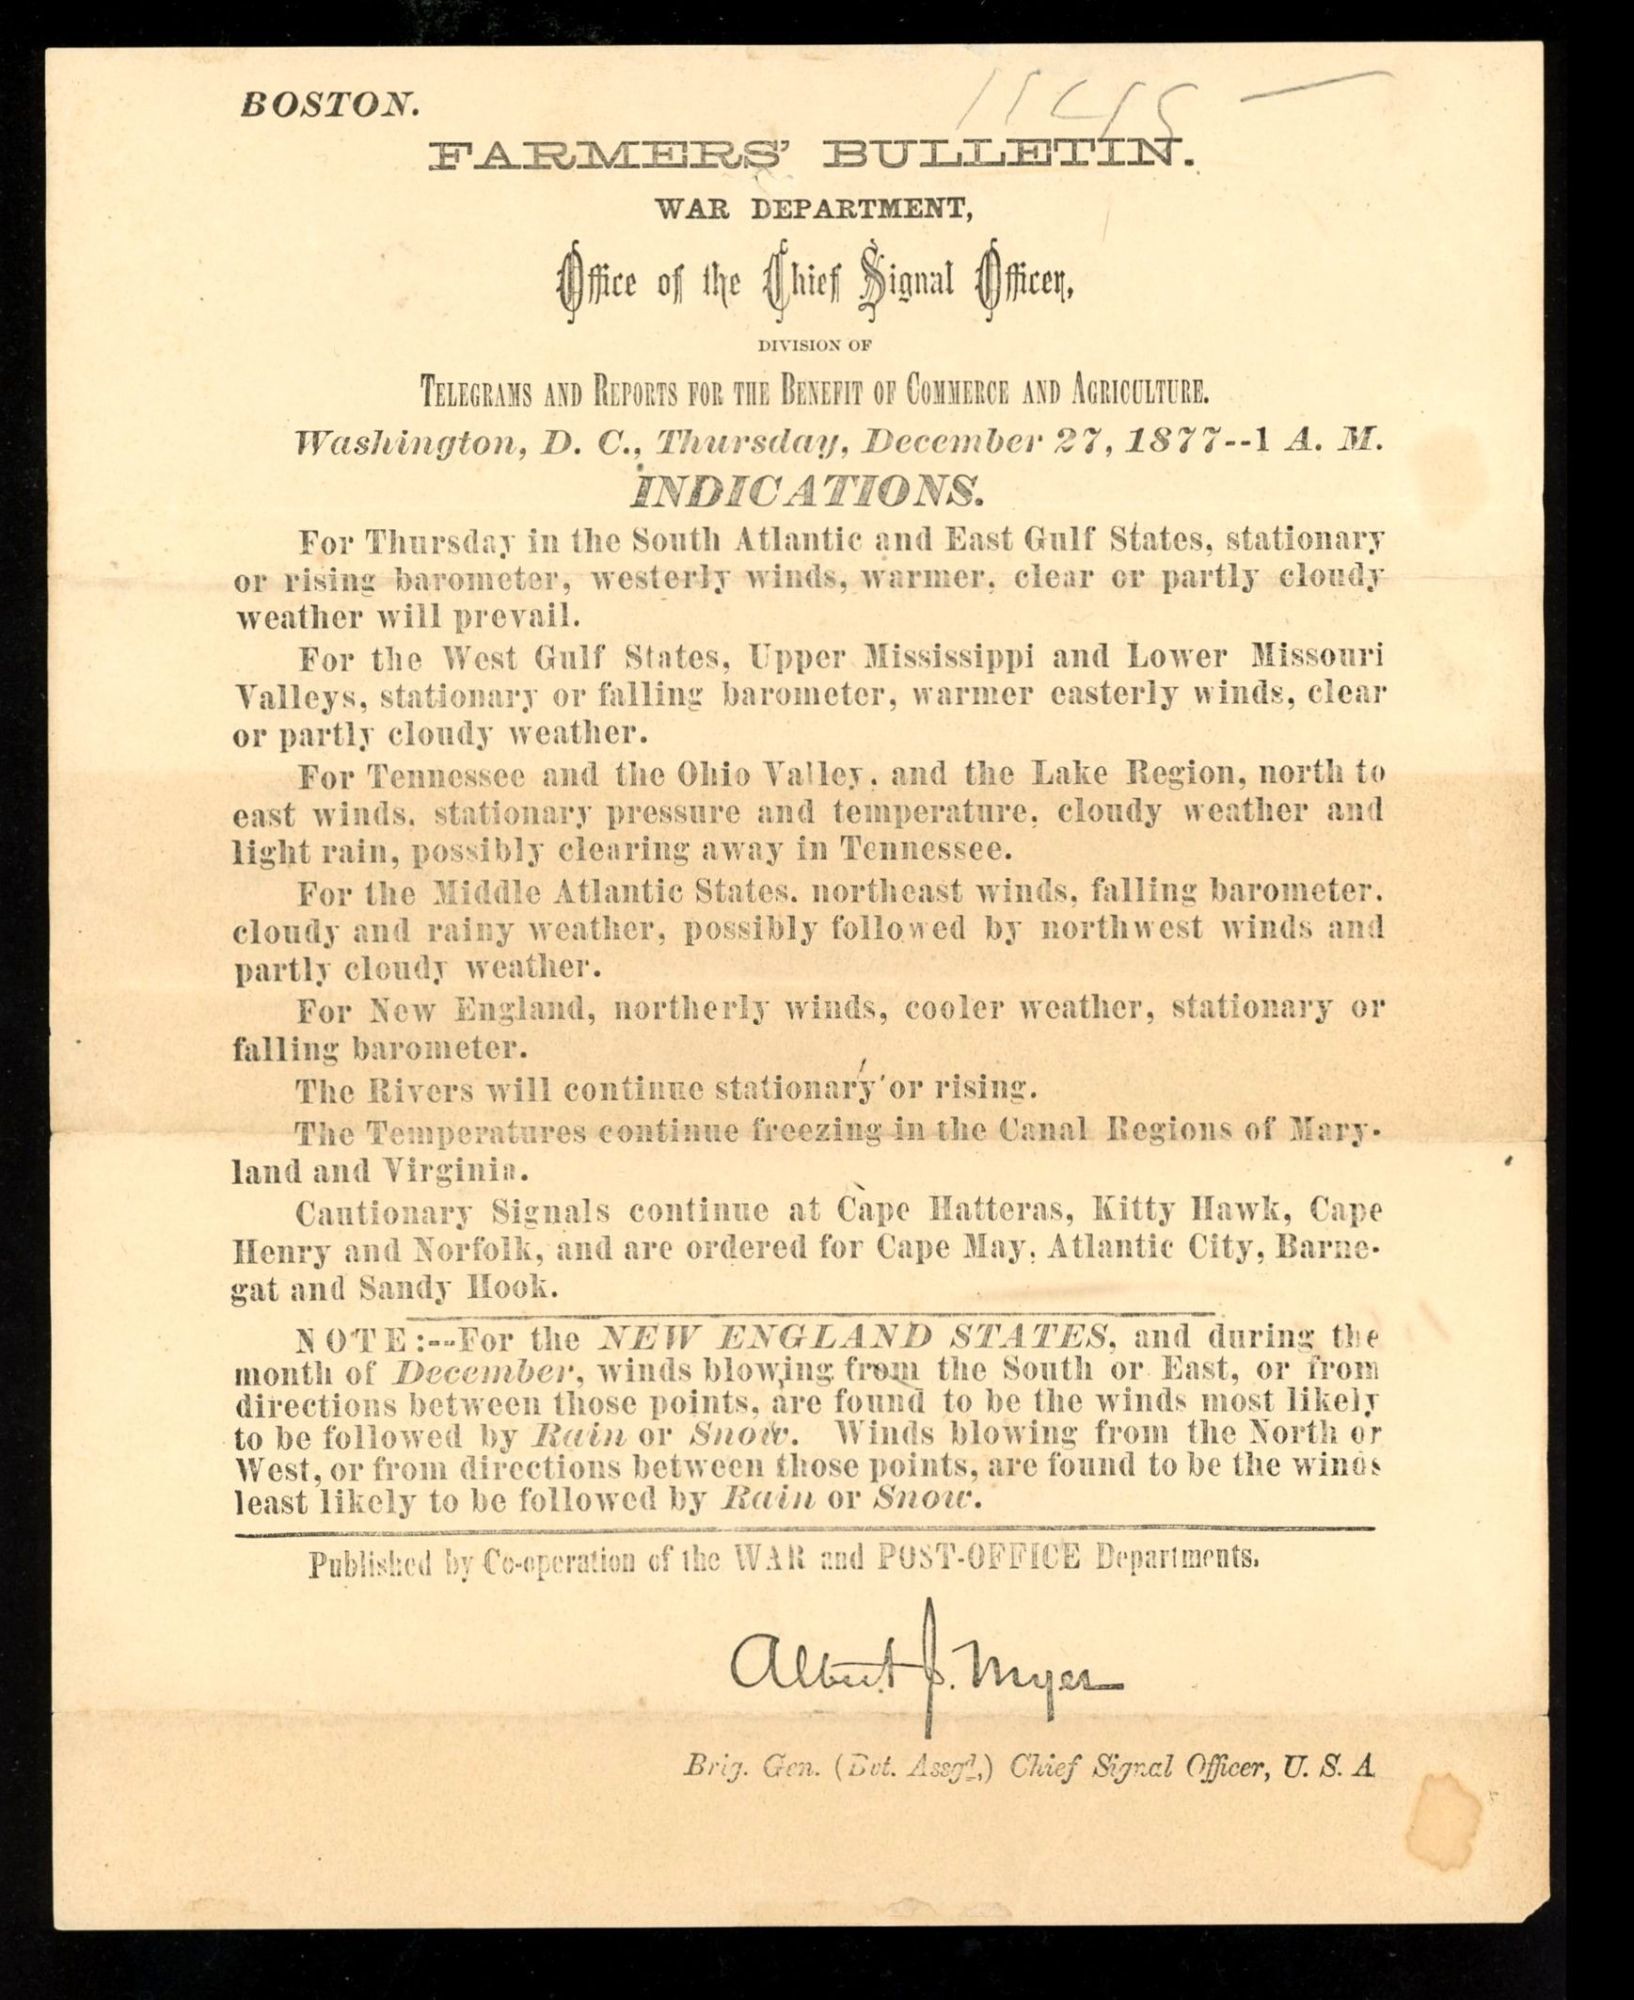 BOSTON.
FARMERS' BULLETIN.
WAR DEPARTMENT,
Office of the Chief Signal Officer,
DIVISION OF
TELEGRAMS AND REPORTS FOR THE BENEFIT OF COMMERCE AND AGRICULTURE.
Washington, D. C., Thursday, December 27, 1877--1 A. M.
INDICATIONS.
For Thursday in the South Atlantic and East Gulf States, stationary
or rising barometer, westerly winds, warmer, clear or partly cloudy
weather will prevail.
For the West Gulf States, Upper Mississippi and Lower Missouri
Valleys, stationary or falling barometer, warmer easterly winds, clear
or partly cloudy weather.
For Tennessee and the Ohio Valley, and the Lake Region, north to
east winds, stationary pressure and temperature, cloudy weather and
light rain, possibly clearing away in Tennessee.
For the Middle Atlantic States, northeast winds, falling barometer,
cloudy and rainy weather, possibly followed by northwest winds and
partly cloudy weather.
For New England, northerly winds, cooler weather, stationary or
falling barometer.
The Rivers will continue stationary or rising.
The Temperatures continue freezing in the Canal Regions of Mary-
land and Virginia.
Cautionary Signals continue at Cape Hatteras, Kitty Hawk, Cape
Henry and Norfolk, and are ordered for Cape May, Atlantic City, Barne-
gat and Sandy Hook.
NOTE:--For the NEW ENGLAND STATES, and during the
month of December, winds blowing from the South or East, or from
directions between those points, are found to be the winds most likely
to be followed by Rain or Snow. Winds blowing from the North or
West, or from directions between those points, are found to be the winds
least likely to be followed by Rain or Snow.
Published by Co-operation of the WAR and POST-OFFICE Departments.
Albert J. Myer
Brig. Gen. (Bvt. Assg'd,) Chief Signal Officer, U. S. A